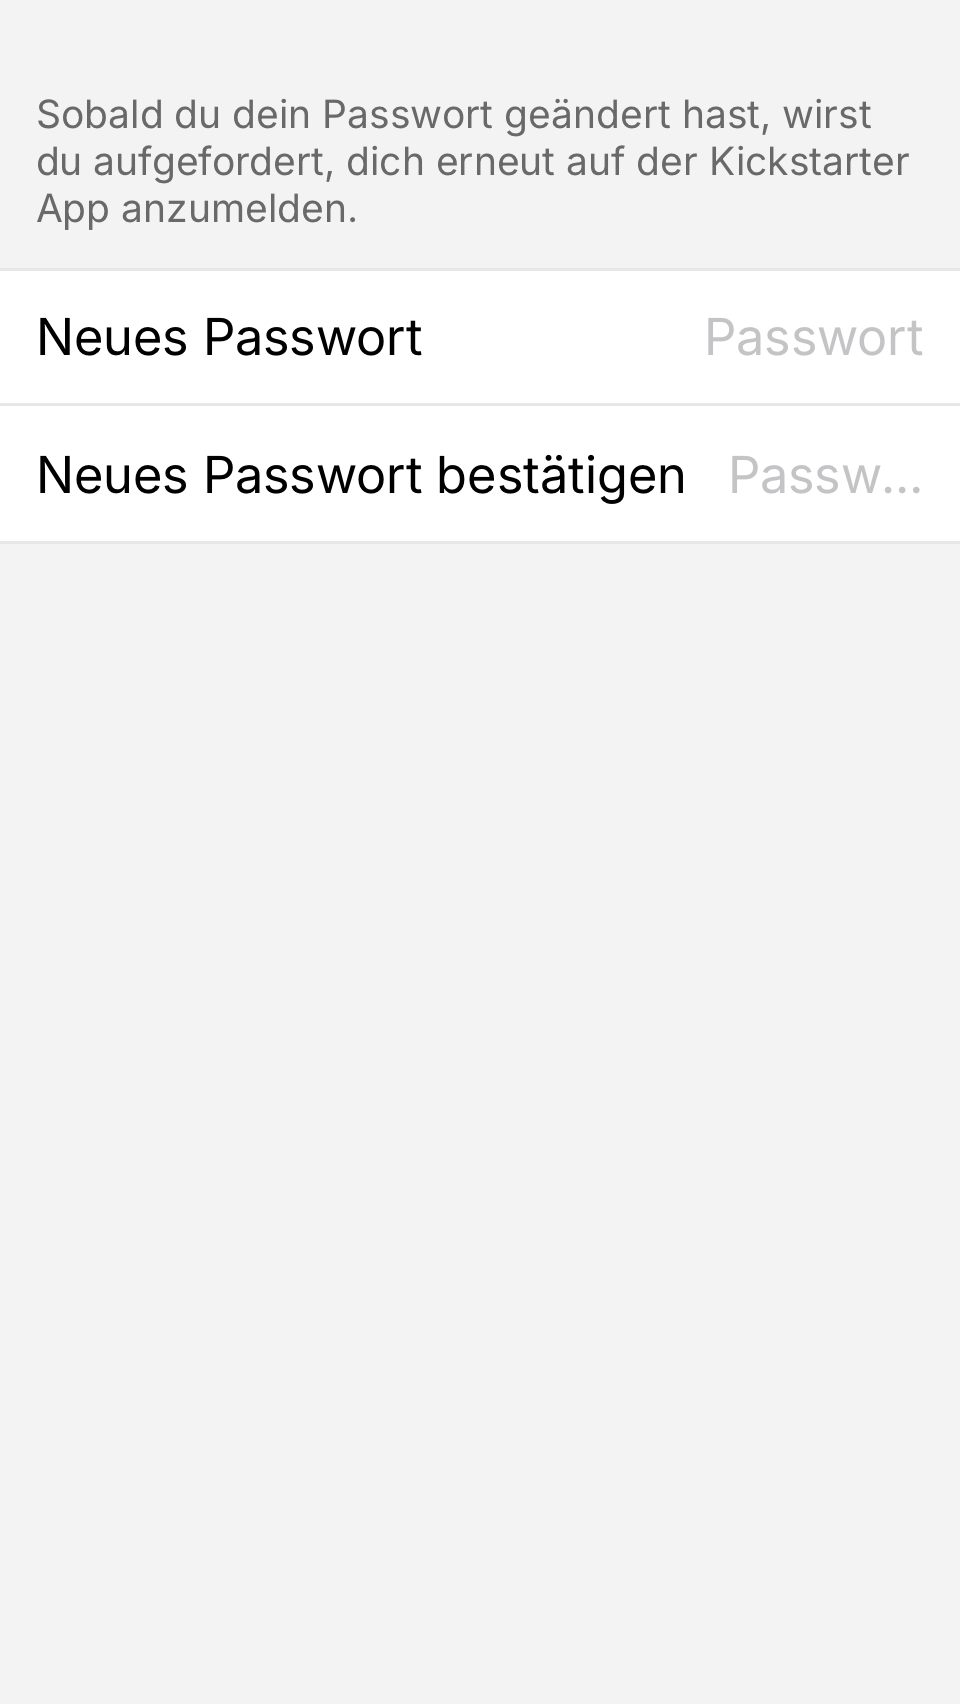 Sobald du dein Passwort geändert hast, wirst
du aufgefordert, dich erneut auf der Kickstarter
App anzumelden.
Neues Passwort Passwort
Neues Passwort bestätigen Passw...